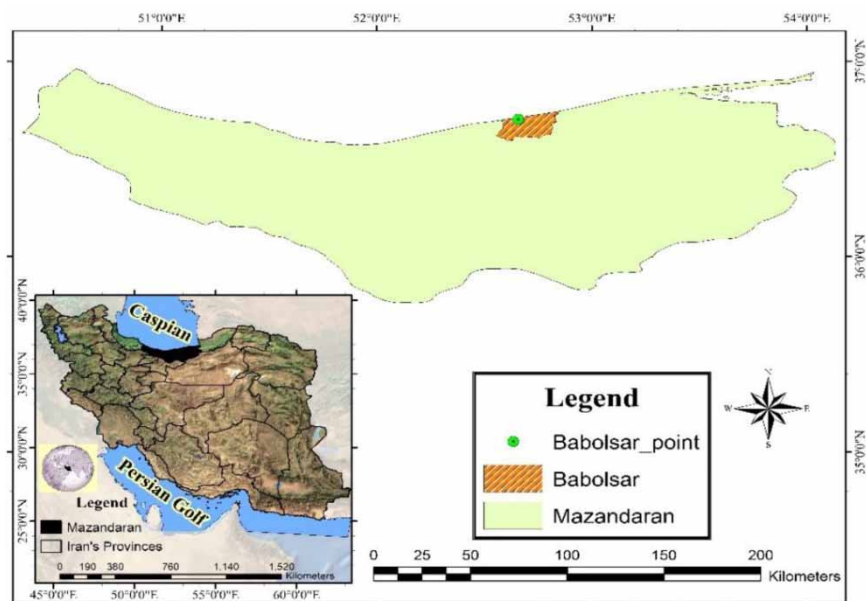 51°0'0"E 52°0'0"E 53°0'0"E 54°0'0"E
37°0'0"N
36°0'0"N
35°0'0"N
Caspian
Persian Golf
40°0'0"N
35°0'0"N
30°0'0"N
25°0'0"N
Legend
Mazandaran
Iran's Provinces
0 190 380 760 1,140 1,520
Kilometers
45°0'0"E 50°0'0"E 55°0'0"E 60°0'0"E
Legend
Babolsar_point
Babolsar
Mazandaran
N
W E
S
0 25 50 100 150 200
Kilometers